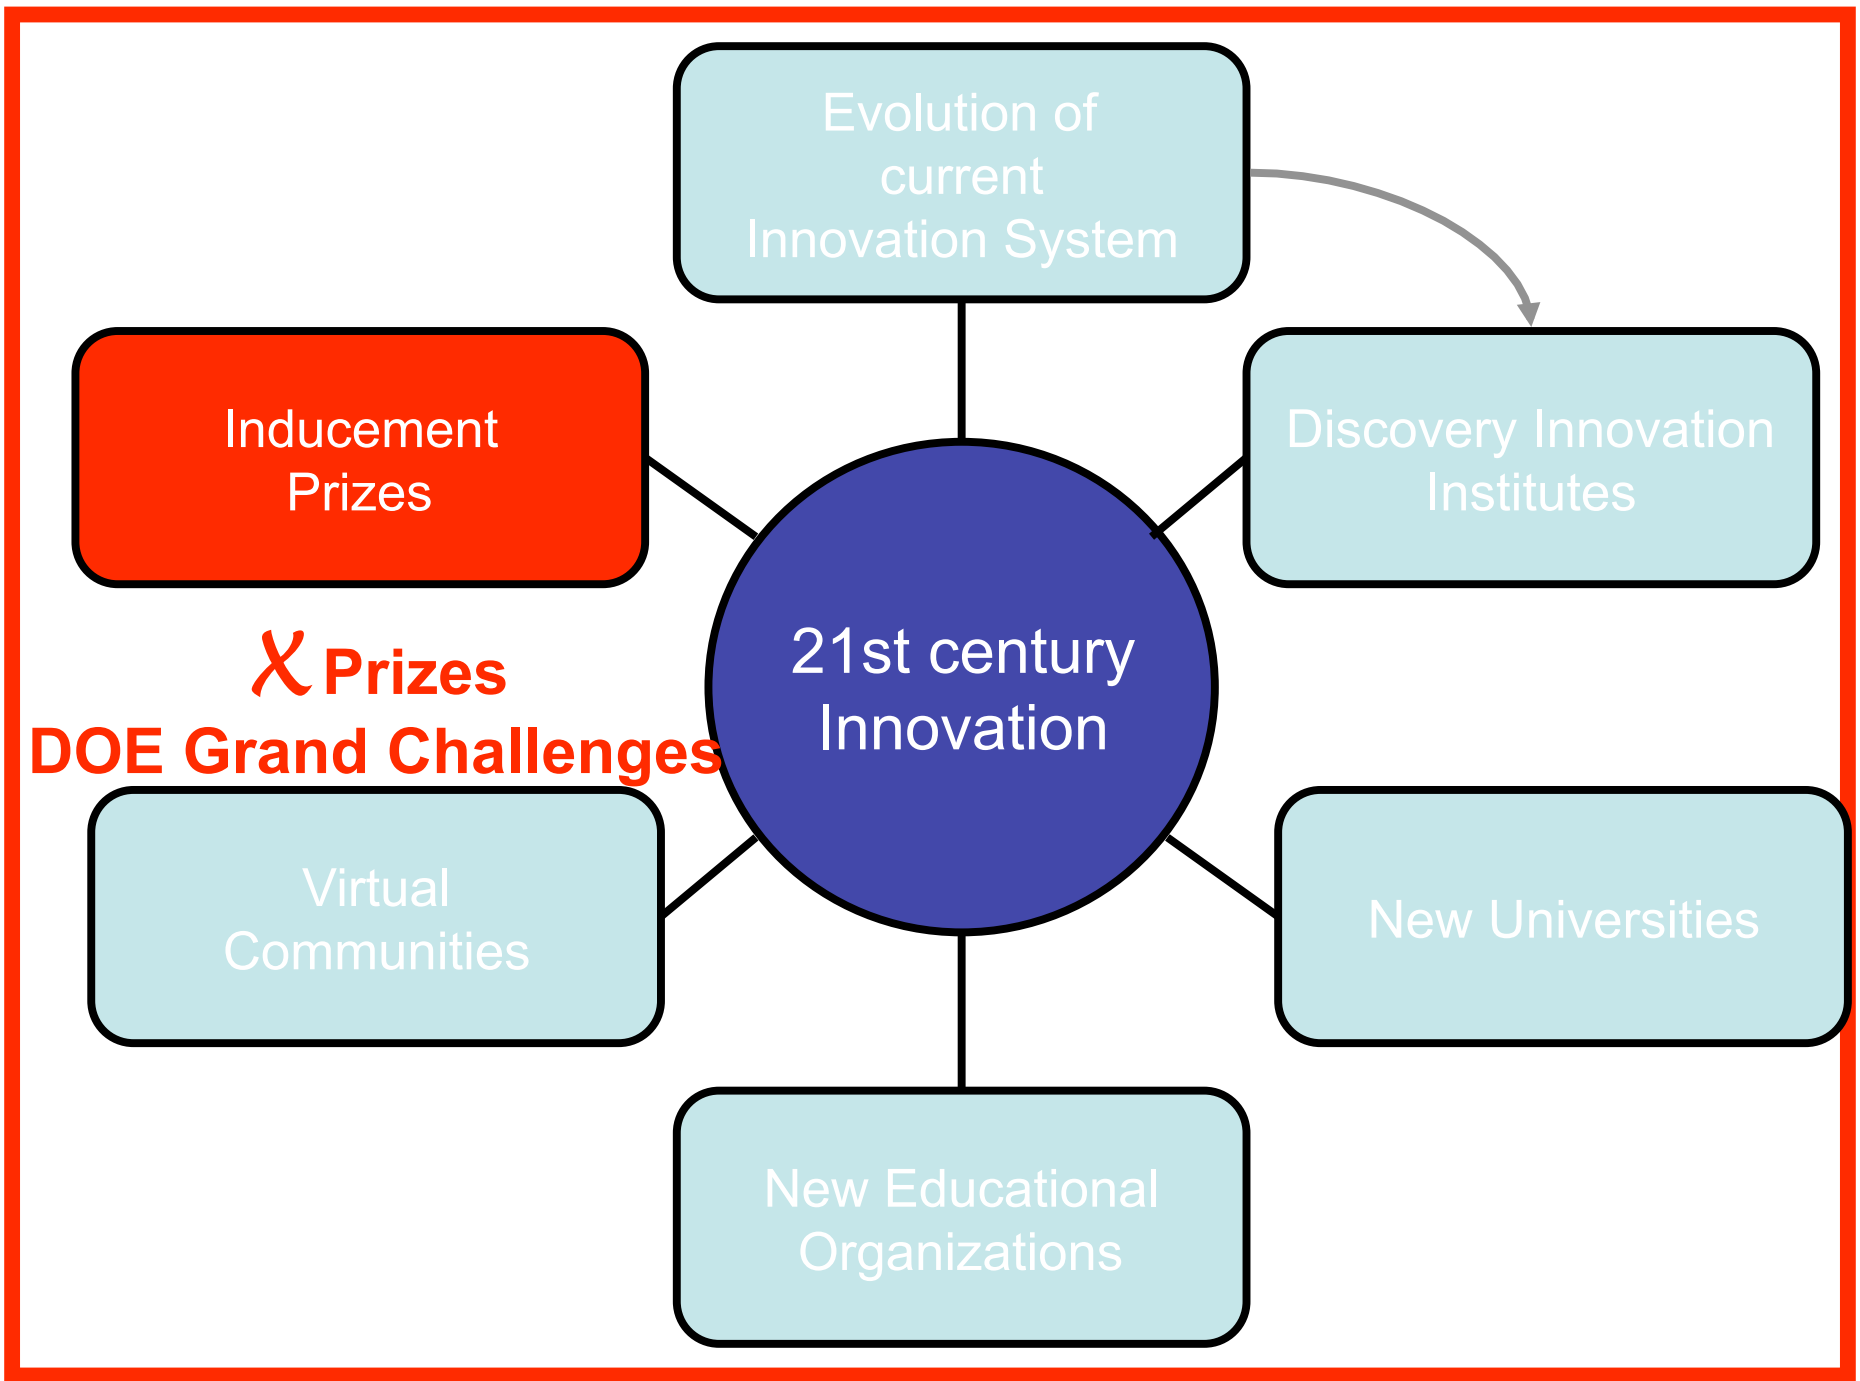 Evolution of
current
Innovation System
Inducement
Prizes
Discovery Innovation
Institutes
X Prizes
DOE Grand Challenges
21st century
Innovation
Virtual
Communities
New Universities
New Educational
Organizations